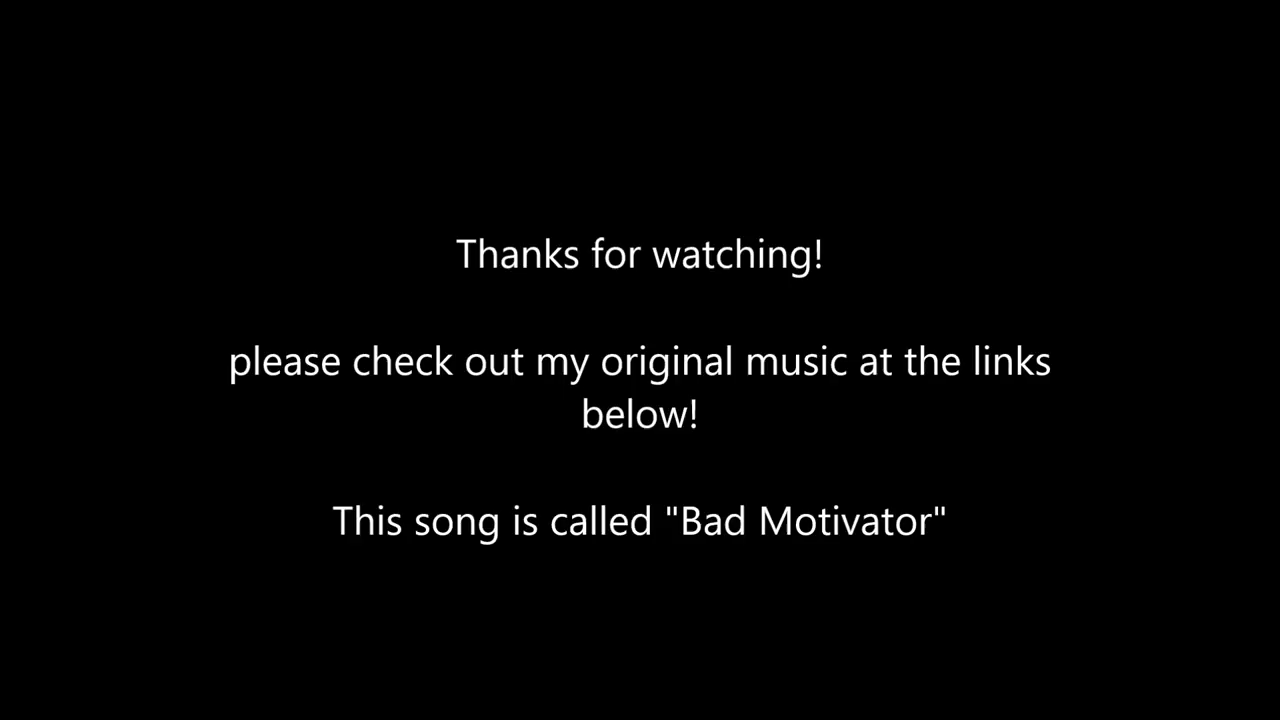 Thanks for watching!
please check out my original music at the links
below!
This song is called "Bad Motivator"